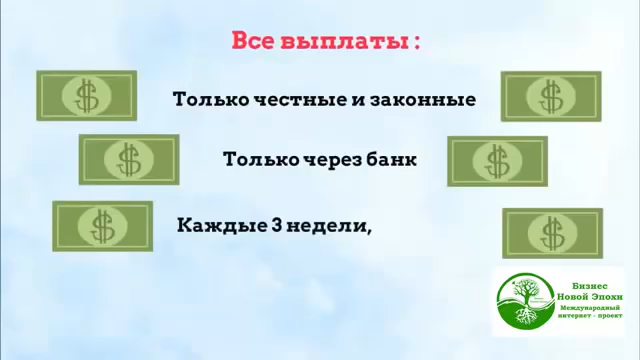 Все выплаты :
Только честные и законные
Только через банк
Каждые 3 недели,
Бизнес
Новой Эпохи
Международный
интернет - проект